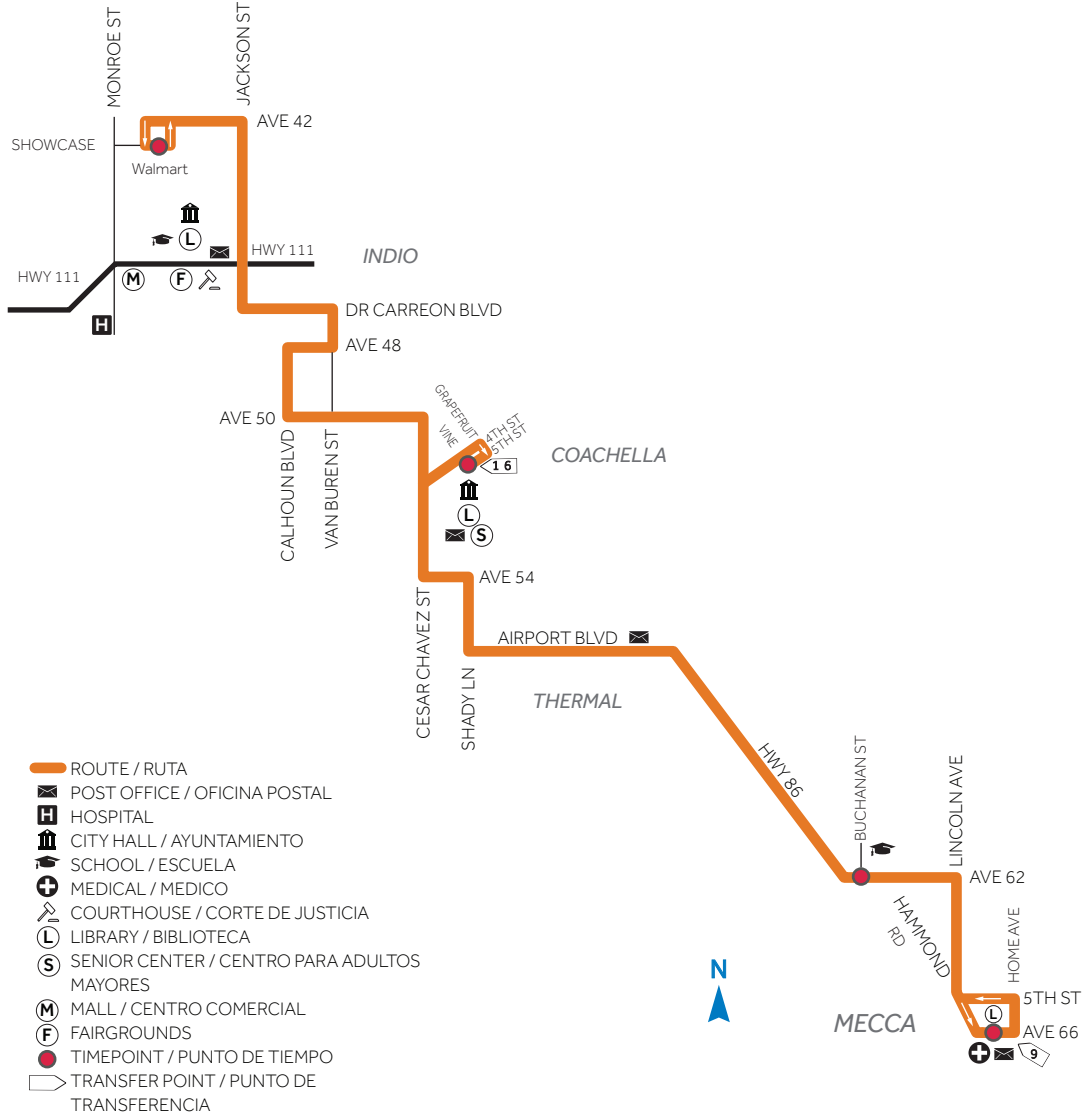 MONROE ST
JACKSON ST
AVE 42
SHOWCASE
Walmart
L
HWY 111
INDIO
HWY 111
M
F
H
DR CARREON BLVD
AVE 48
AVE 50
CALHOUN BLVD
VAN BUREN ST
GRAPEFRUIT
VINE
4TH ST
5TH ST
1 6
COACHELLA
L
S
AVE 54
CESAR CHAVEZ ST
SHADY LN
AIRPORT BLVD
THERMAL
HWY 86
BUCHANAN ST
LINCOLN AVE
AVE 62
HAMMOND
RD
HOME AVE
5TH ST
L
AVE 66
MECCA
9
N
ROUTE / RUTA
POST OFFICE / OFICINA POSTAL
H HOSPITAL
CITY HALL / AYUNTAMIENTO
SCHOOL / ESCUELA
MEDICAL / MEDICO
COURTHOUSE / CORTE DE JUSTICIA
L LIBRARY / BIBLIOTECA
S SENIOR CENTER / CENTRO PARA ADULTOS
MAYORES
M MALL / CENTRO COMERCIAL
F FAIRGROUNDS
TIMEPOINT / PUNTO DE TIEMPO
TRANSFER POINT / PUNTO DE
TRANSFERENCIA